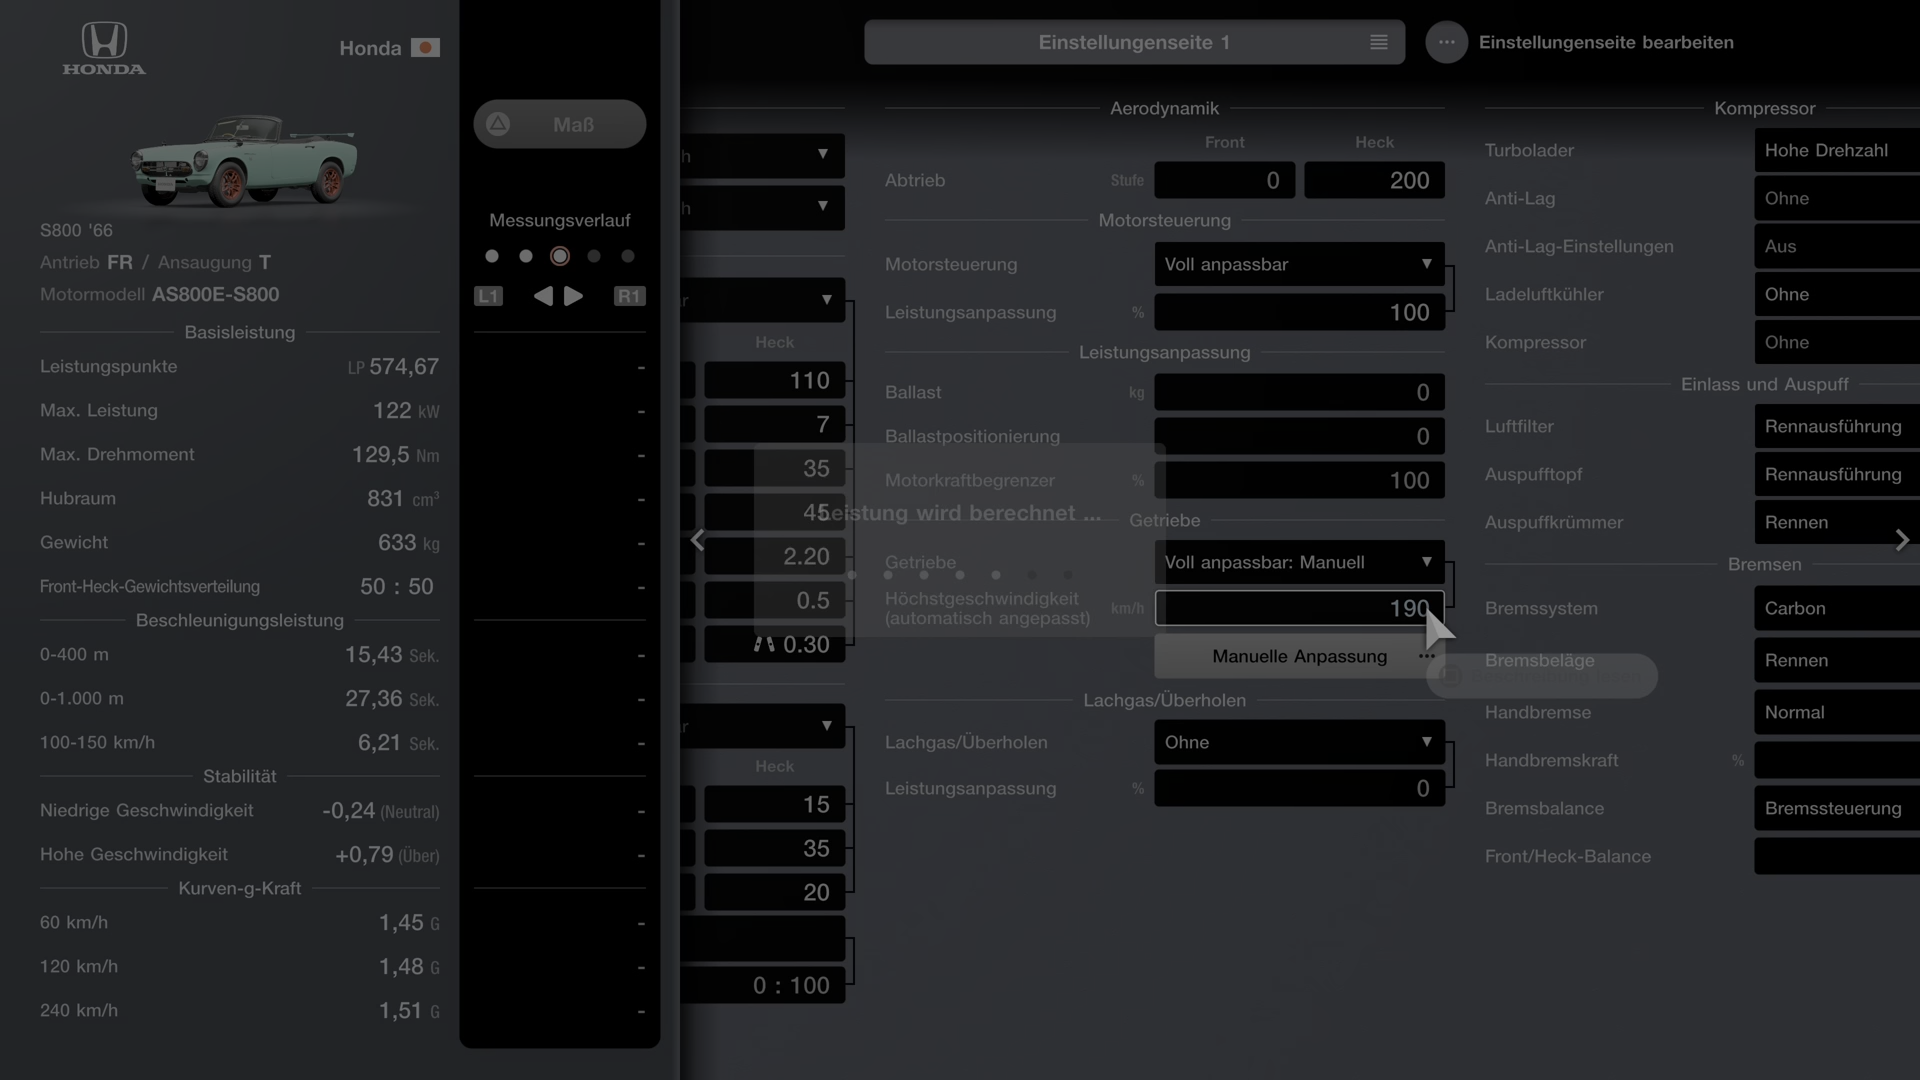 HONDA
Honda
S800 '66
Antrieb FR / Ansaugung T
Motormodell AS800E-S800
Basisleistung
Leistungspunkte LP 574,67
Max. Leistung 122 kW
Max. Drehmoment 129,5 Nm
Hubraum 831 cm³
Gewicht 633 kg
Front-Heck-Gewichtsverteilung 50 : 50
Beschleunigungsleistung
0-400 m 15,43 Sek.
0-1.000 m 27,36 Sek.
100-150 km/h 6,21 Sek.
Stabilität
Niedrige Geschwindigkeit -0,24 (Neutral)
Hohe Geschwindigkeit +0,79 (Über)
Kurven-g-Kraft
60 km/h 1,45 G
120 km/h 1,48 G
240 km/h 1,51 G
Maß
Messungsverlauf
L1 R1
-
-
-
-
-
-
-
-
-
-
-
-
-
-
Einstellungenseite 1
... Einstellungenseite bearbeiten
h
h
r
Heck
110
7
35
45
2.20
0.5
0.30
r
Heck
15
35
20
0 : 100
Leistung wird berechnet ...
Aerodynamik
Front Heck
Abtrieb Stufe 0 200
Motorsteuerung
Motorsteuerung Voll anpassbar
Leistungsanpassung % 100
Leistungsanpassung
Ballast kg 0
Ballastpositionierung 0
Motorkraftbegrenzer % 100
Getriebe
Getriebe Voll anpassbar: Manuell
Höchstgeschwindigkeit
(automatisch angepasst) km/h 190
Manuelle Anpassung ...
Lachgas/Überholen
Lachgas/Überholen Ohne
Leistungsanpassung % 0
Kompressor
Turbolader Hohe Drehzahl
Anti-Lag Ohne
Anti-Lag-Einstellungen Aus
Ladeluftkühler Ohne
Kompressor Ohne
Einlass und Auspuff
Luftfilter Rennausführung
Auspufftopf Rennausführung
Auspuffkrümmer Rennen
Bremsen
Bremssystem Carbon
Bremsbeläge Rennen
Handbremse Normal
Handbremskraft %
Bremsbalance Bremssteuerung
Front/Heck-Balance